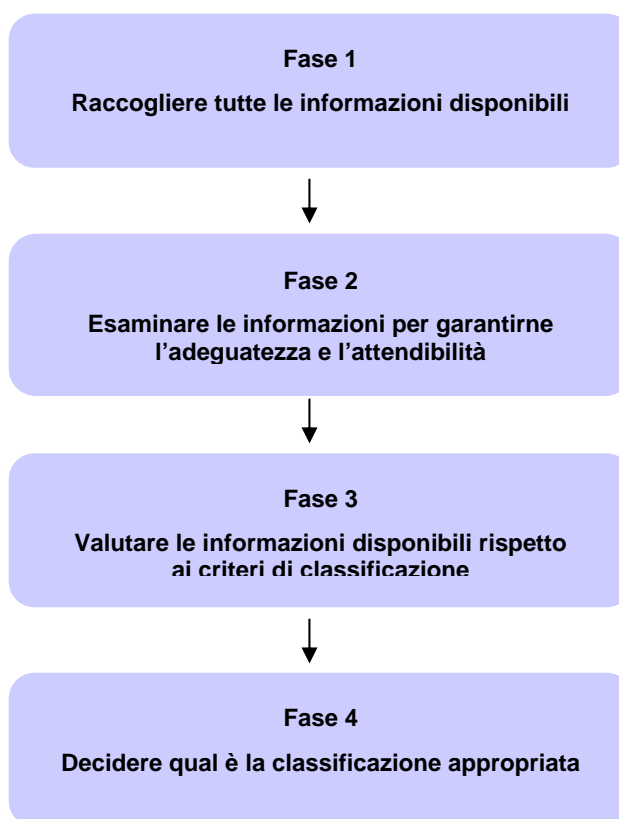 Fase 1
Raccogliere tutte le informazioni disponibili
Fase 2
Esaminare le informazioni per garantirne
l’adeguatezza e l’attendibilità
Fase 3
Valutare le informazioni disponibili rispetto
ai criteri di classificazione
Fase 4
Decidere qual è la classificazione appropriata